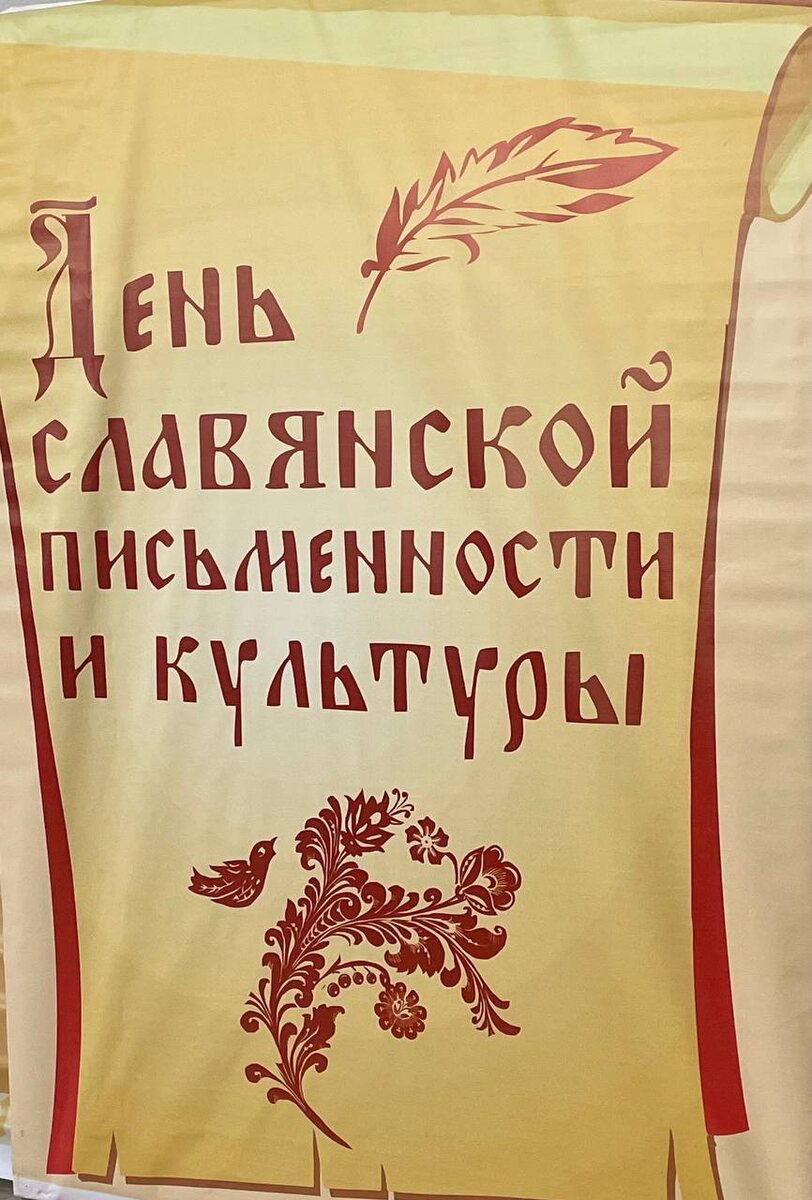 День
славянской
письменности
и культуры